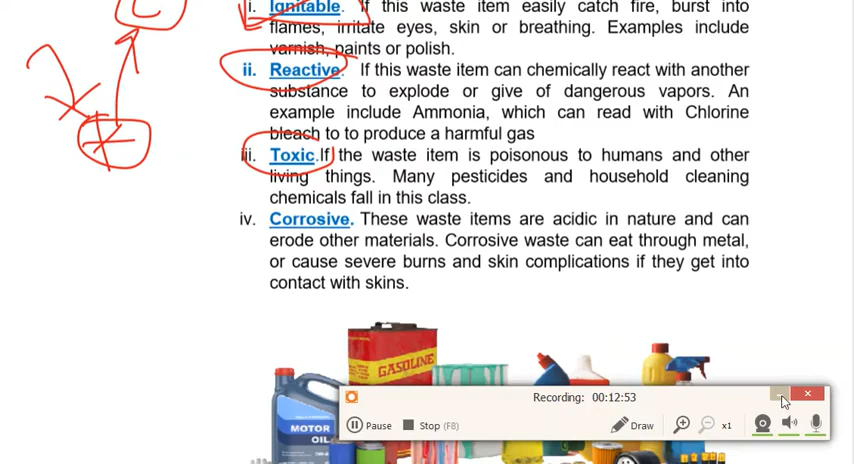 i. Ignitable. If this waste item easily catch fire, burst into
flames, irritate eyes, skin or breathing. Examples include
varnish, paints or polish.
ii. Reactive. If this waste item can chemically react with another
substance to explode or give of dangerous vapors. An
example include Ammonia, which can read with Chlorine
bleach to to produce a harmful gas
iii. Toxic.If the waste item is poisonous to humans and other
living things. Many pesticides and household cleaning
chemicals fall in this class.
iv. Corrosive. These waste items are acidic in nature and can
erode other materials. Corrosive waste can eat through metal,
or cause severe burns and skin complications if they get into
contact with skins.
GASOLINE
MOTOR
OIL
Recording: 00:12:53
Pause Stop (F8) Draw x1